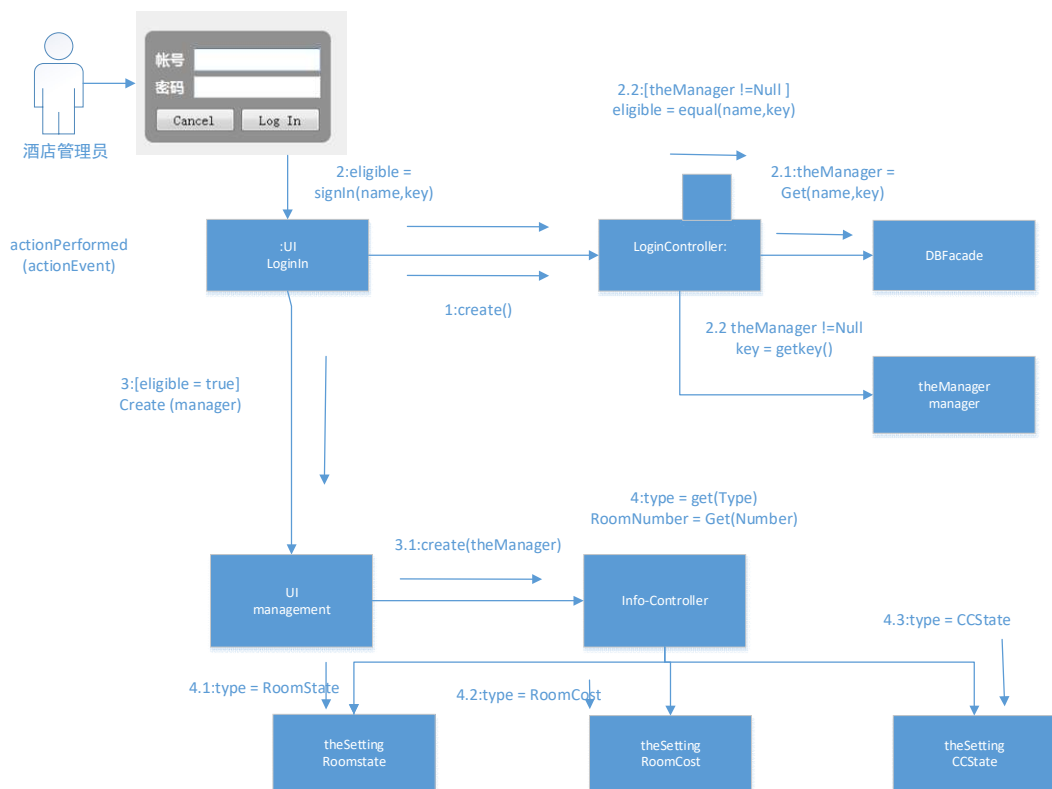 帐号
密码
Cancel Log In
酒店管理员
2.2:[theManager !=Null ]
eligible = equal(name,key)
2:eligible =
signIn(name,key)
2.1:theManager =
Get(name,key)
actionPerformed
(actionEvent)
:UI
LoginIn
LoginController:
DBFacade
1:create()
2.2 theManager !=Null
key = getkey()
3:[eligible = true]
Create (manager)
theManager
manager
4:type = get(Type)
RoomNumber = Get(Number)
3.1:create(theManager)
UI
management
Info-Controller
4.3:type = CCState
4.1:type = RoomState
4.2:type = RoomCost
theSetting
Roomstate
theSetting
RoomCost
theSetting
CCState